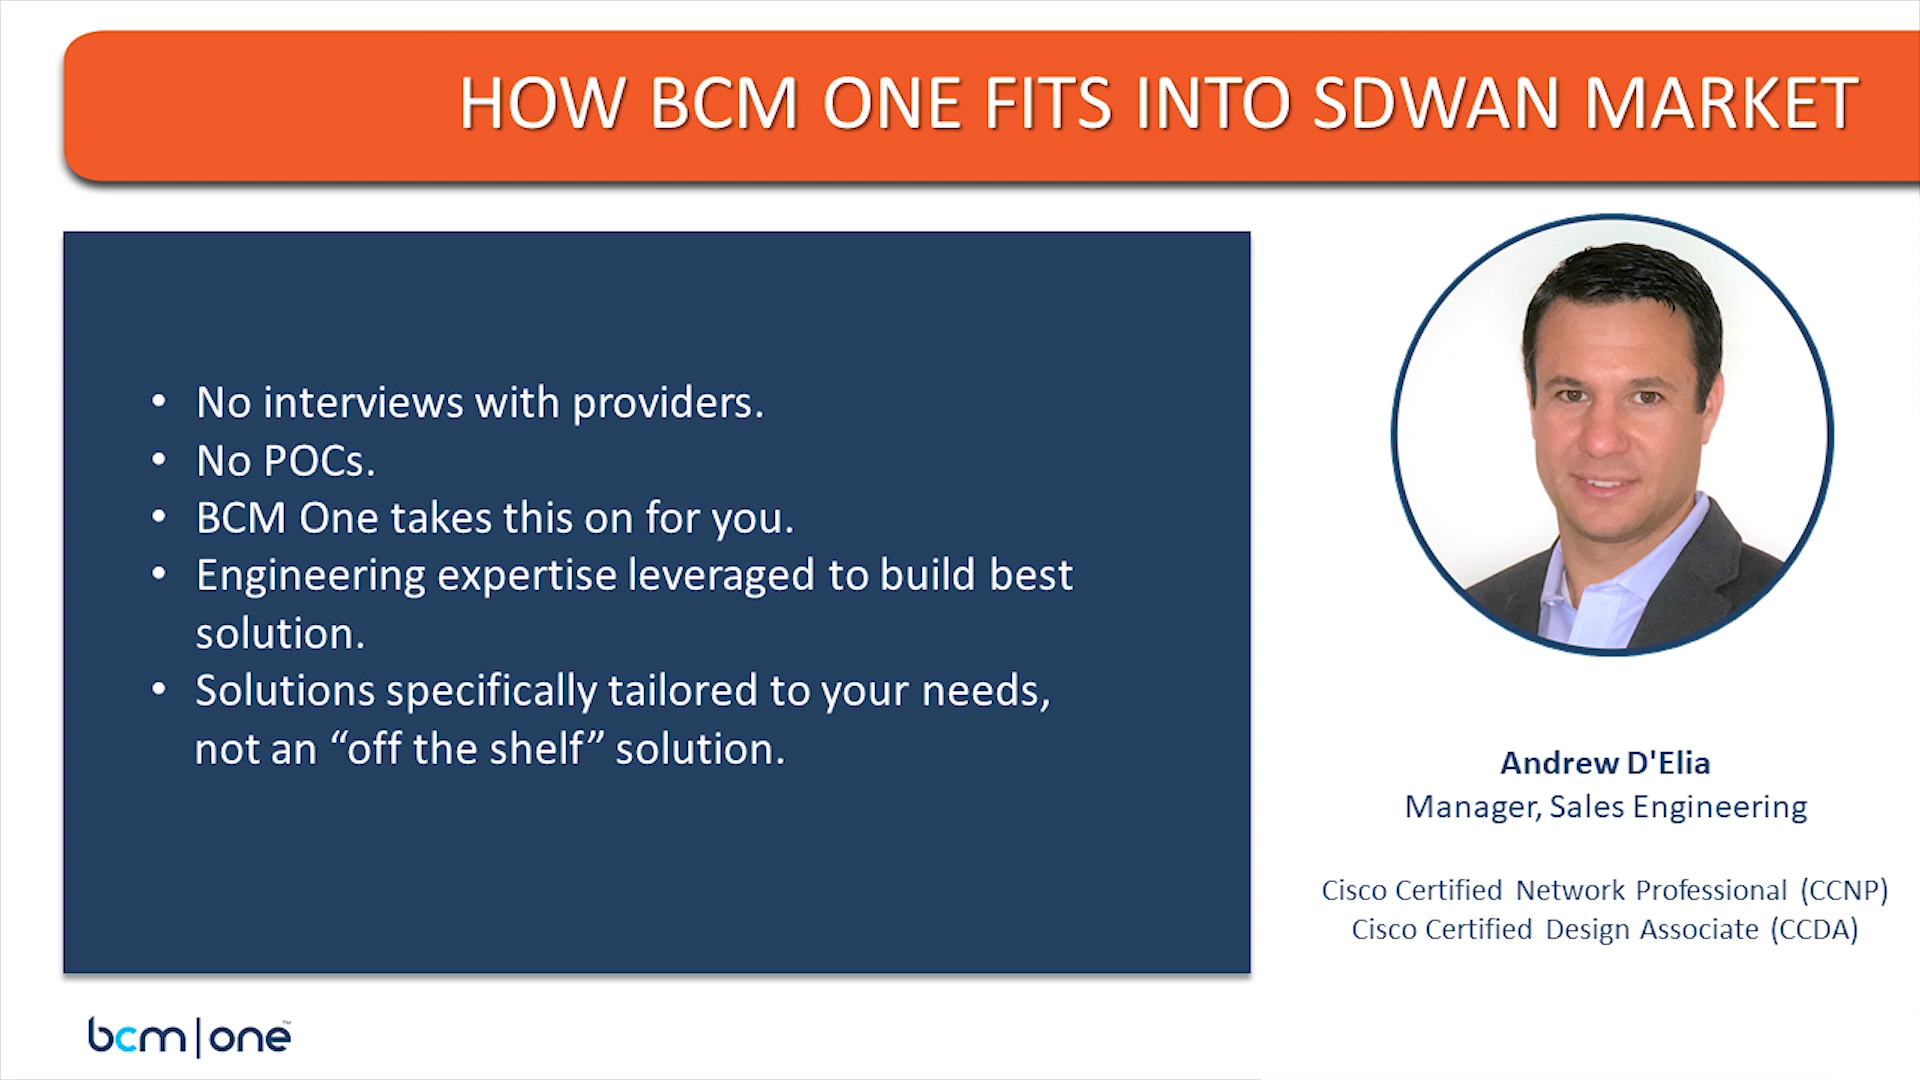 HOW BCM ONE FITS INTO SDWAN MARKET
• No interviews with providers.
• No POCs.
• BCM One takes this on for you.
• Engineering expertise leveraged to build best
solution.
• Solutions specifically tailored to your needs,
not an “off the shelf” solution.
Andrew D'Elia
Manager, Sales Engineering
Cisco Certified Network Professional (CCNP)
Cisco Certified Design Associate (CCDA)
bcm|one™